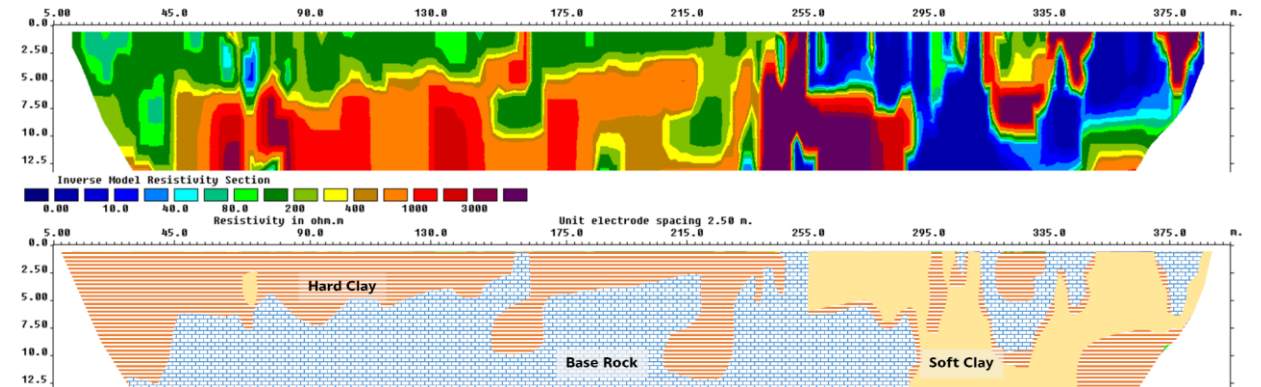 5.00 45.0 90.0 130.0 175.0 215.0 255.0 295.0 335.0 375.0 m.
0.0
2.50
5.00
7.50
10.0
12.5
Inverse Model Resistivity Section
0.00 10.0 40.0 80.0 200 400 1000 3000
Resistivity in ohm.m Unit electrode spacing 2.50 m.
5.00 45.0 90.0 130.0 175.0 215.0 255.0 295.0 335.0 375.0 m.
0.0
2.50
Hard Clay
5.00
7.50
10.0 Base Rock Soft Clay
12.5